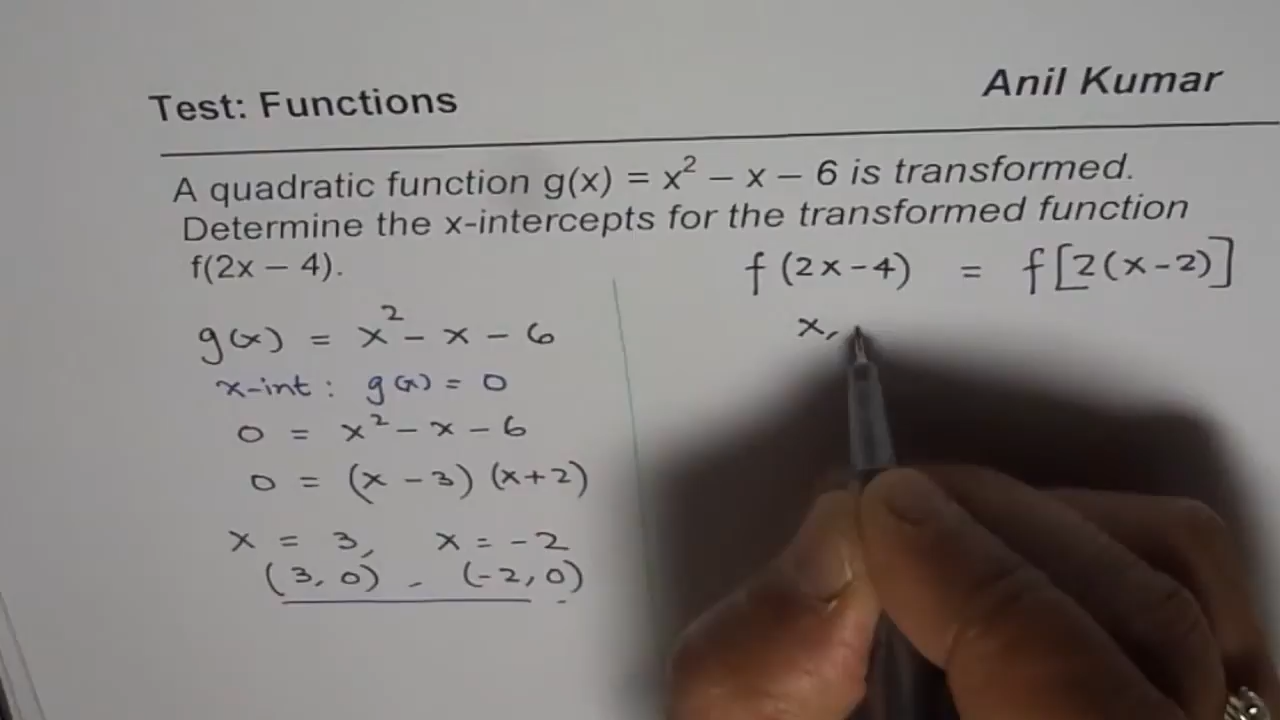 Test: Functions
Anil Kumar
A quadratic function g(x) = x² – x – 6 is transformed.
Determine the x-intercepts for the transformed function
f(2x – 4).
g(x) = x² - x - 6
x-int : g(x) = 0
0 = x² - x - 6
0 = (x - 3) (x+2)
x = 3, x = -2
(3, 0) - (-2, 0)
f (2x-4) = f[2(x-2)]
x,